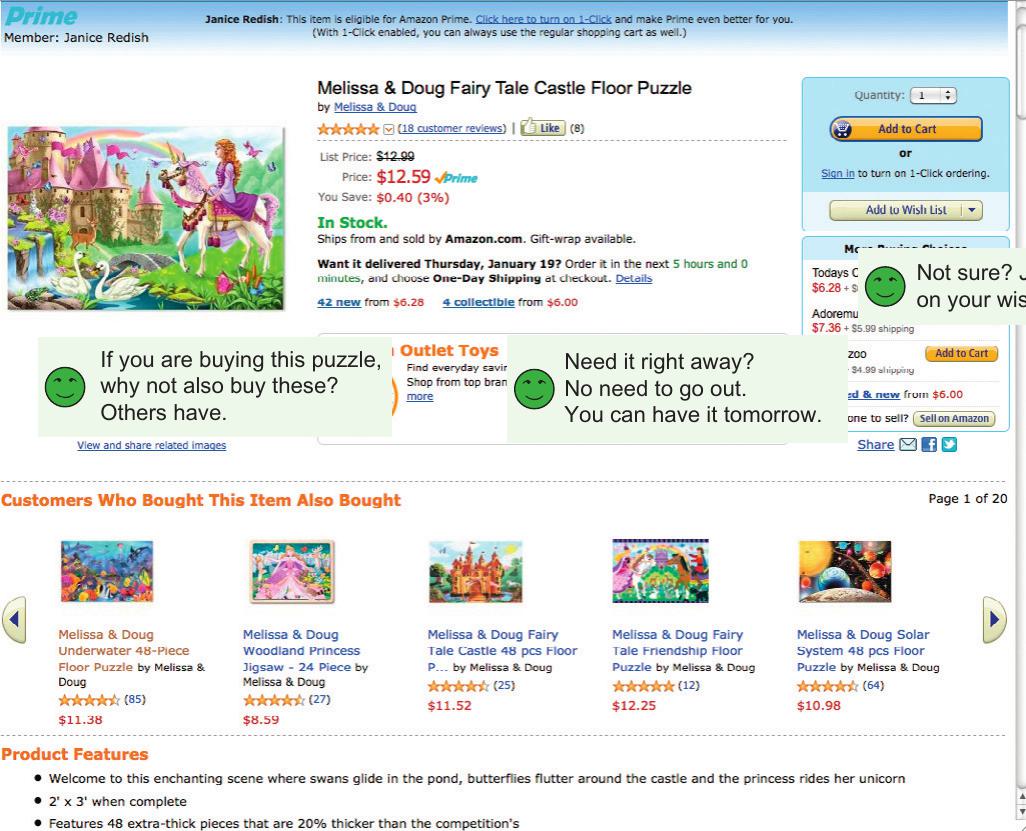 Prime
Member: Janice Redish
Janice Redish: This item is eligible for Amazon Prime. Click here to turn on 1-Click and make Prime even better for you.
(With 1-Click enabled, you can always use the regular shopping cart as well.)
Melissa & Doug Fairy Tale Castle Floor Puzzle
by Melissa & Doug
(18 customer reviews) | Like (8)
List Price: $12.99
Price: $12.59 Prime
You Save: $0.40 (3%)
In Stock.
Ships from and sold by Amazon.com. Gift-wrap available.
Want it delivered Thursday, January 19? Order it in the next 5 hours and 0
minutes, and choose One-Day Shipping at checkout. Details
42 new from $6.28 4 collectible from $6.00
Quantity: 1
Add to Cart
or
Sign in to turn on 1-Click ordering.
Add to Wish List
More Buying Choices
Todays
$6.28 +
Not sure?
on your
Adoremu
$7.36 + $5.99 shipping
zoo
Add to Cart
$4.99 shipping
& new from $6.00
one to sell? Sell on Amazon
Share
Outlet Toys
Find everyday
Shop from top
more
If you are buying this puzzle,
why not also buy these?
Others have.
Need it right away?
No need to go out.
You can have it tomorrow.
View and share related images
Customers Who Bought This Item Also Bought
Page 1 of 20
Melissa & Doug
Underwater 48-Piece
Floor Puzzle by Melissa &
Doug
(85)
$11.38
Melissa & Doug
Woodland Princess
Jigsaw - 24 Piece by
Melissa & Doug
(27)
$8.59
Melissa & Doug Fairy
Tale Castle 48 pcs Floor
P... by Melissa & Doug
(25)
$11.52
Melissa & Doug Fairy
Tale Friendship Floor
Puzzle by Melissa & Doug
(12)
$12.25
Melissa & Doug Solar
System 48 pcs Floor
Puzzle by Melissa & Doug
(64)
$10.98
Product Features
Welcome to this enchanting scene where swans glide in the pond, butterflies flutter around the castle and the princess rides her unicorn
2' x 3' when complete
Features 48 extra-thick pieces that are 20% thicker than the competition's